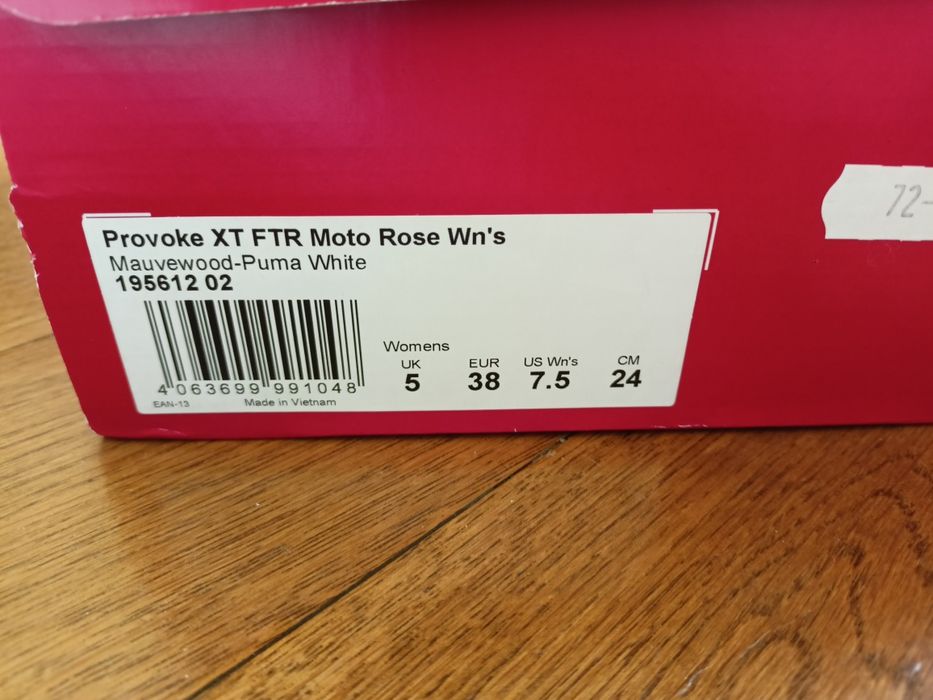 Provoke XT FTR Moto Rose Wn's
Mauvewood-Puma White
195612 02
Womens
UK EUR US Wn's CM
5 38 7.5 24
4 063699 991048
EAN-13 Made in Vietnam
72-